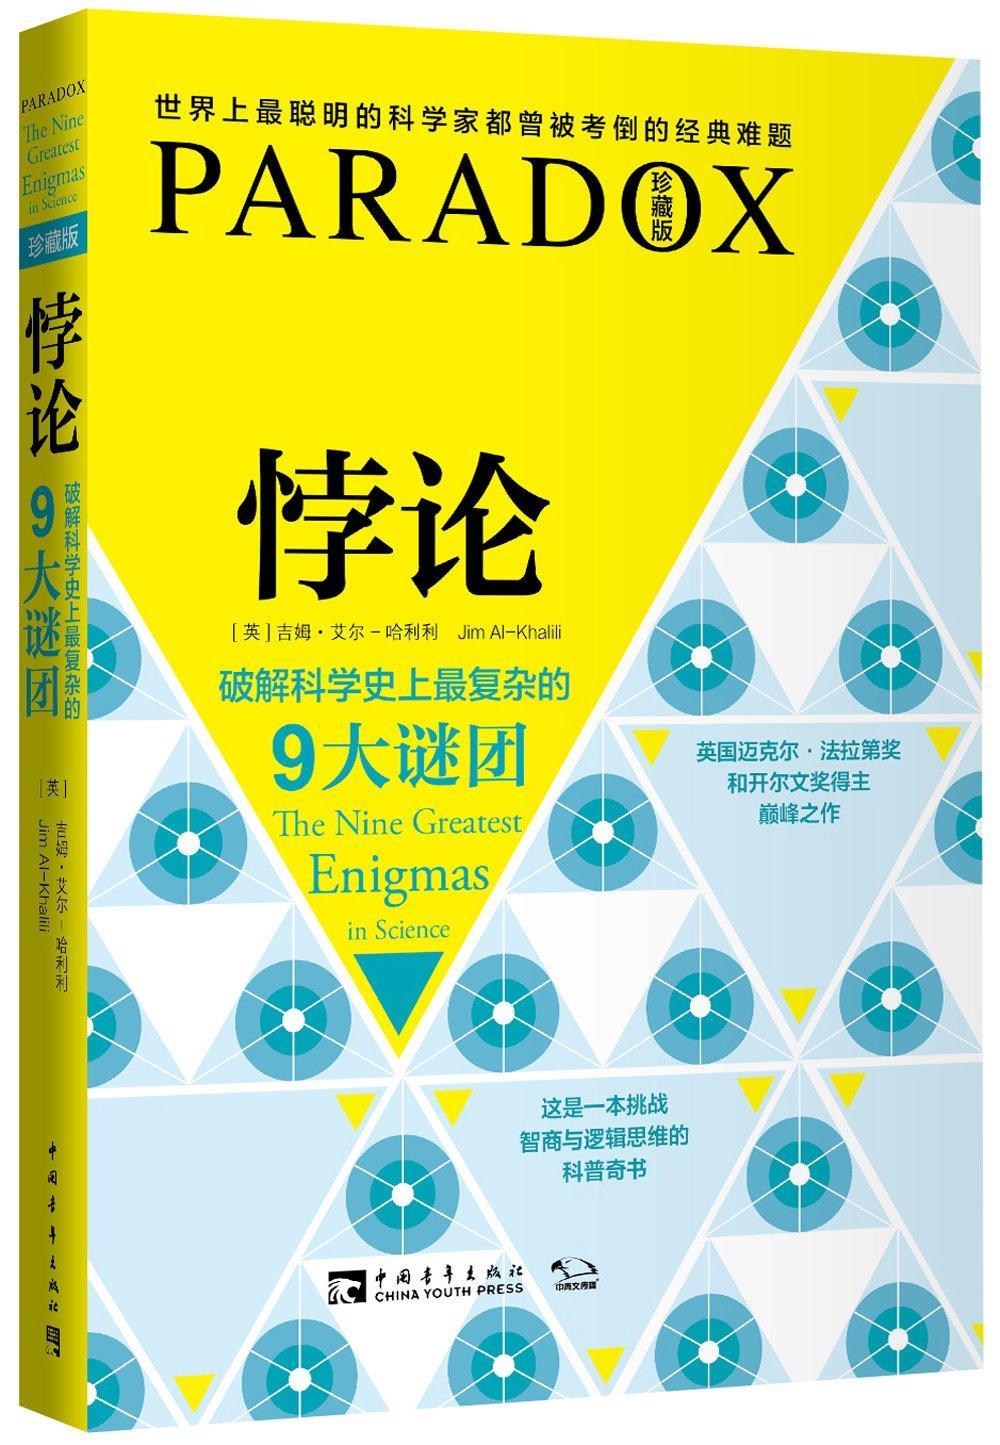 世界上最聪明的科学家都曾被考倒的经典难题
PARADOX
珍藏版
悖论
[英]吉姆·艾尔-哈利利 Jim Al-Khalili
破解科学史上最复杂的
9大谜团
The Nine Greatest
Enigmas
in Science
英国迈克尔·法拉第奖
和开尔文奖得主
巅峰之作
这是一本挑战
智商与逻辑思维的
科普奇书
中国青年出版社
CHINA YOUTH PRESS
中青文传媒
PARADOX
The Nine
Greatest
Enigmas
in Science
珍藏版
悖论
破解科学史上最复杂的
9大谜团
[英]
吉姆·艾尔-哈利利
Jim Al-Khalili
中国青年出版社